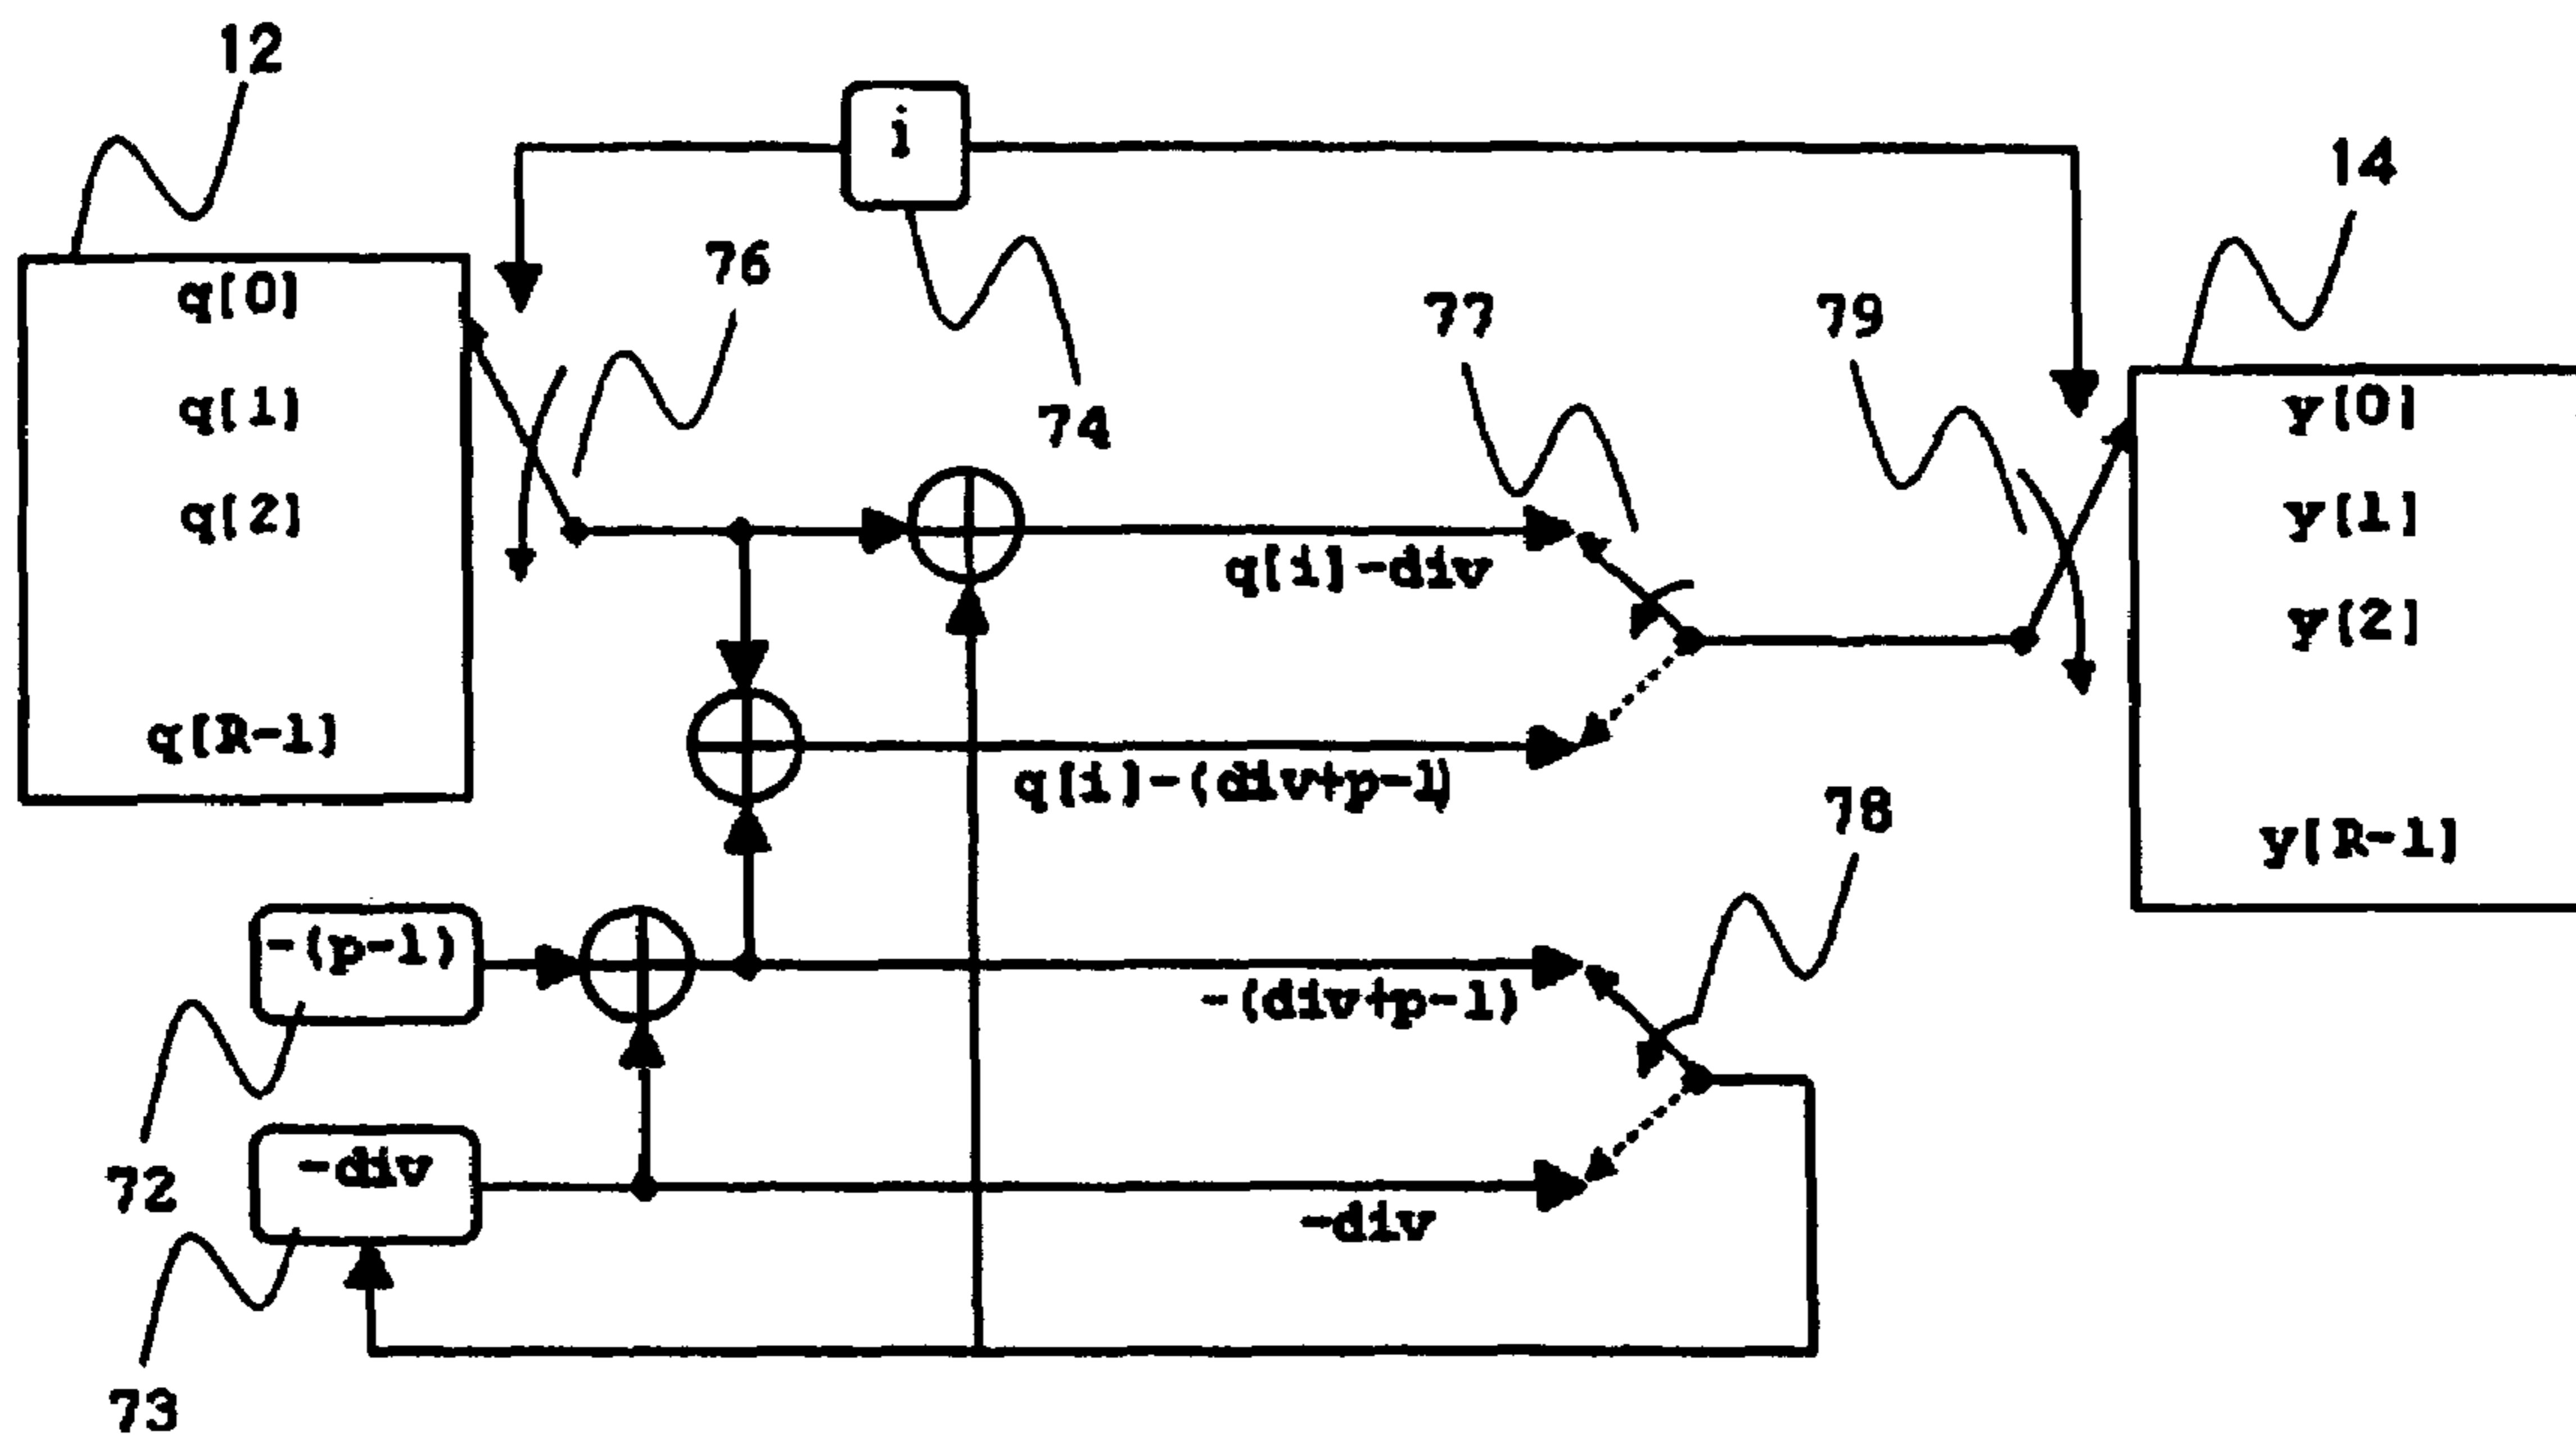 12
i
14
q[0]
76
77
79
q[1]
74
y[0]
q[2]
q[i]-div
y[1]
y[2]
q[R-1]
q[i]-(div+p-1)
78
y[R-1]
-(p-1)
-(div+p-1)
72
-div
-div
73